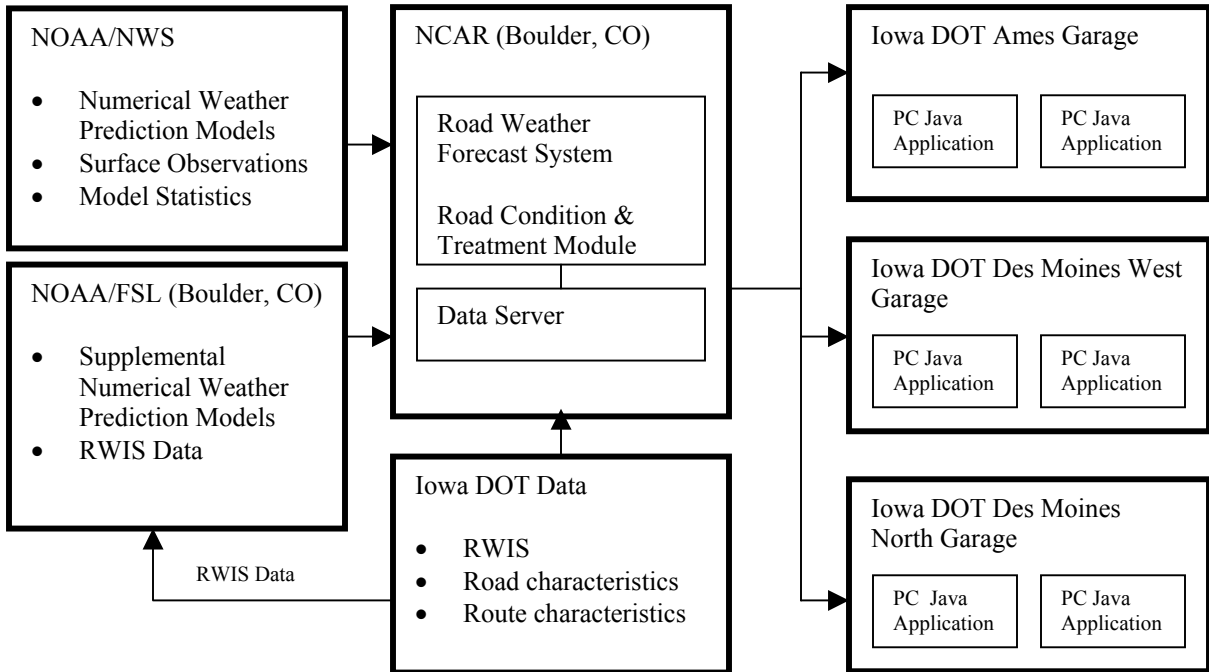 NOAA/NWS
• Numerical Weather
Prediction Models
• Surface Observations
• Model Statistics
NOAA/FSL (Boulder, CO)
• Supplemental
Numerical Weather
Prediction Models
• RWIS Data
RWIS Data
NCAR (Boulder, CO)
Road Weather
Forecast System
Road Condition &
Treatment Module
Data Server
Iowa DOT Data
• RWIS
• Road characteristics
• Route characteristics
Iowa DOT Ames Garage
PC Java
Application
PC Java
Application
Iowa DOT Des Moines West
Garage
PC Java
Application
PC Java
Application
Iowa DOT Des Moines
North Garage
PC Java
Application
PC Java
Application